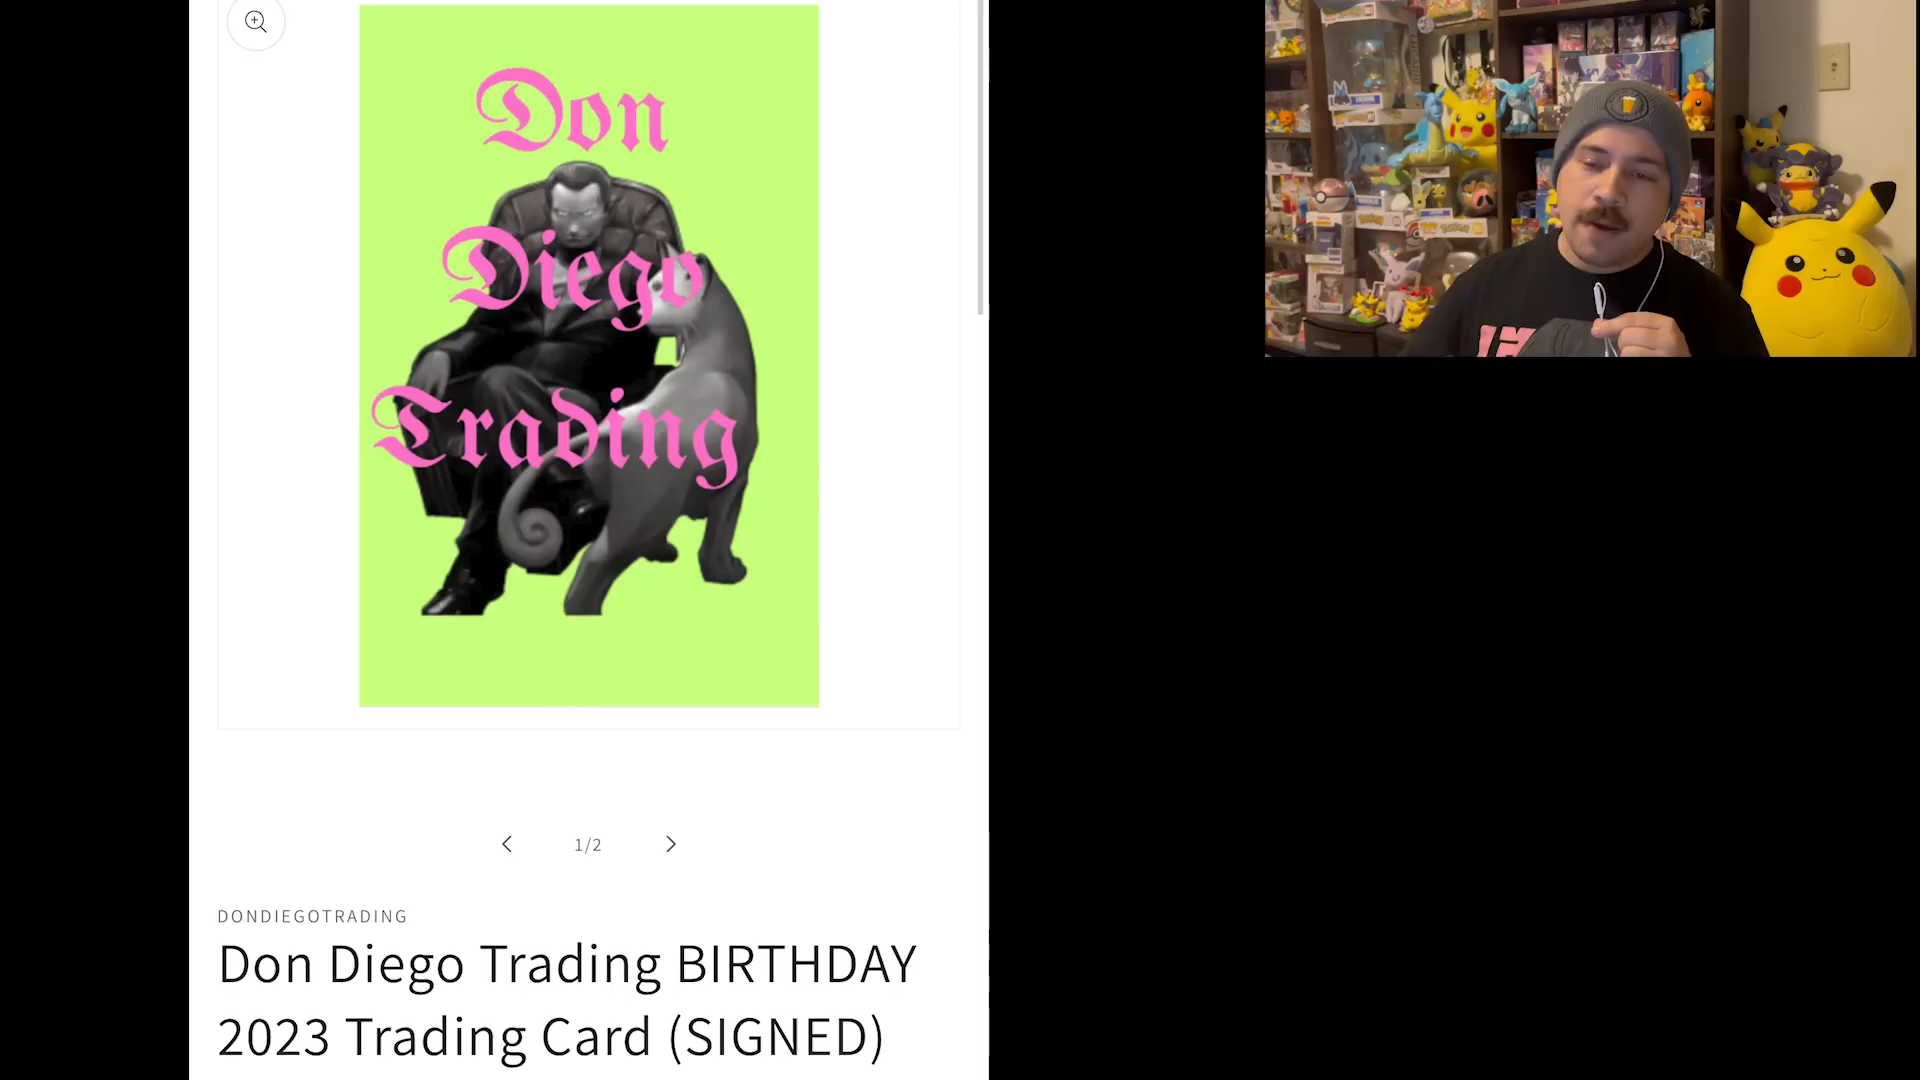 Don
Diego
Trading
1/2
DONDIEGOTRADING
Don Diego Trading BIRTHDAY
2023 Trading Card (SIGNED)